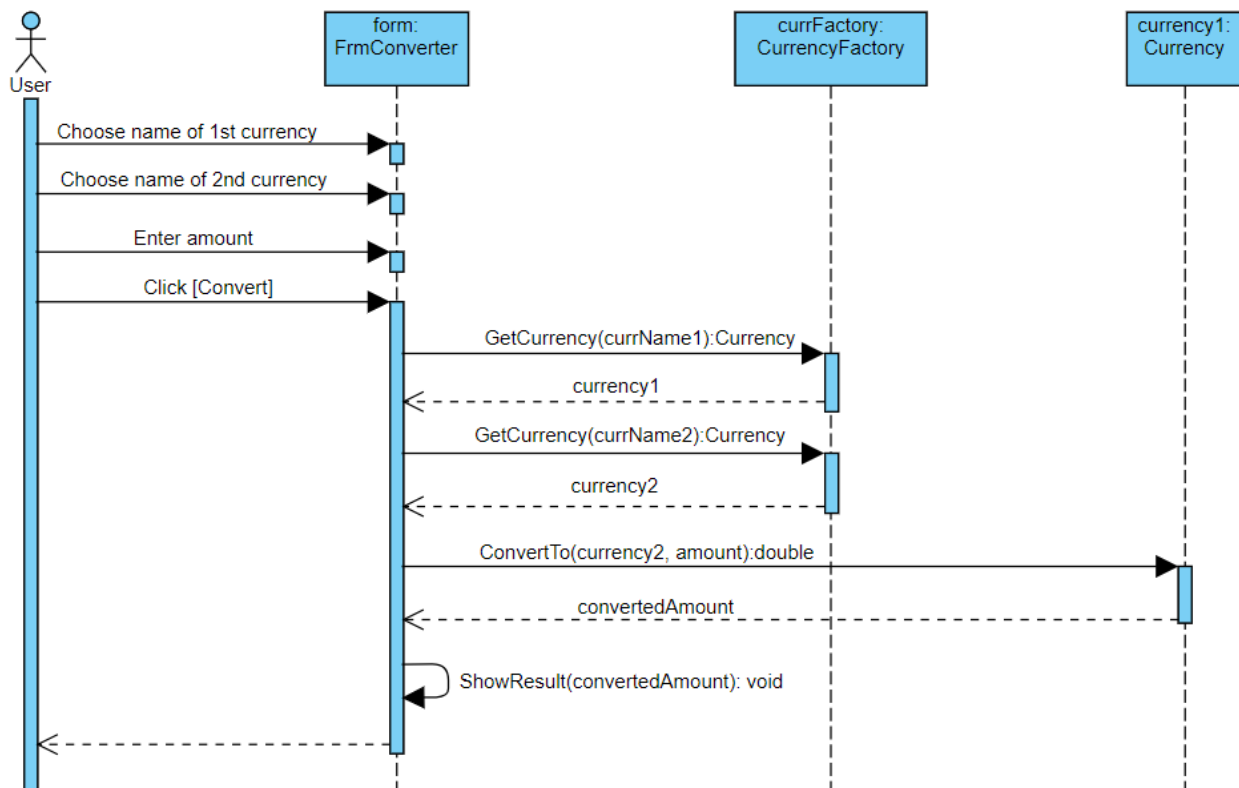 form:
FrmConverter
currFactory:
CurrencyFactory
currency1:
Currency
User
Choose name of 1st currency
Choose name of 2nd currency
Enter amount
Click [Convert]
GetCurrency(currName1):Currency
currency1
GetCurrency(currName2):Currency
currency2
ConvertTo(currency2, amount):double
convertedAmount
ShowResult(convertedAmount): void